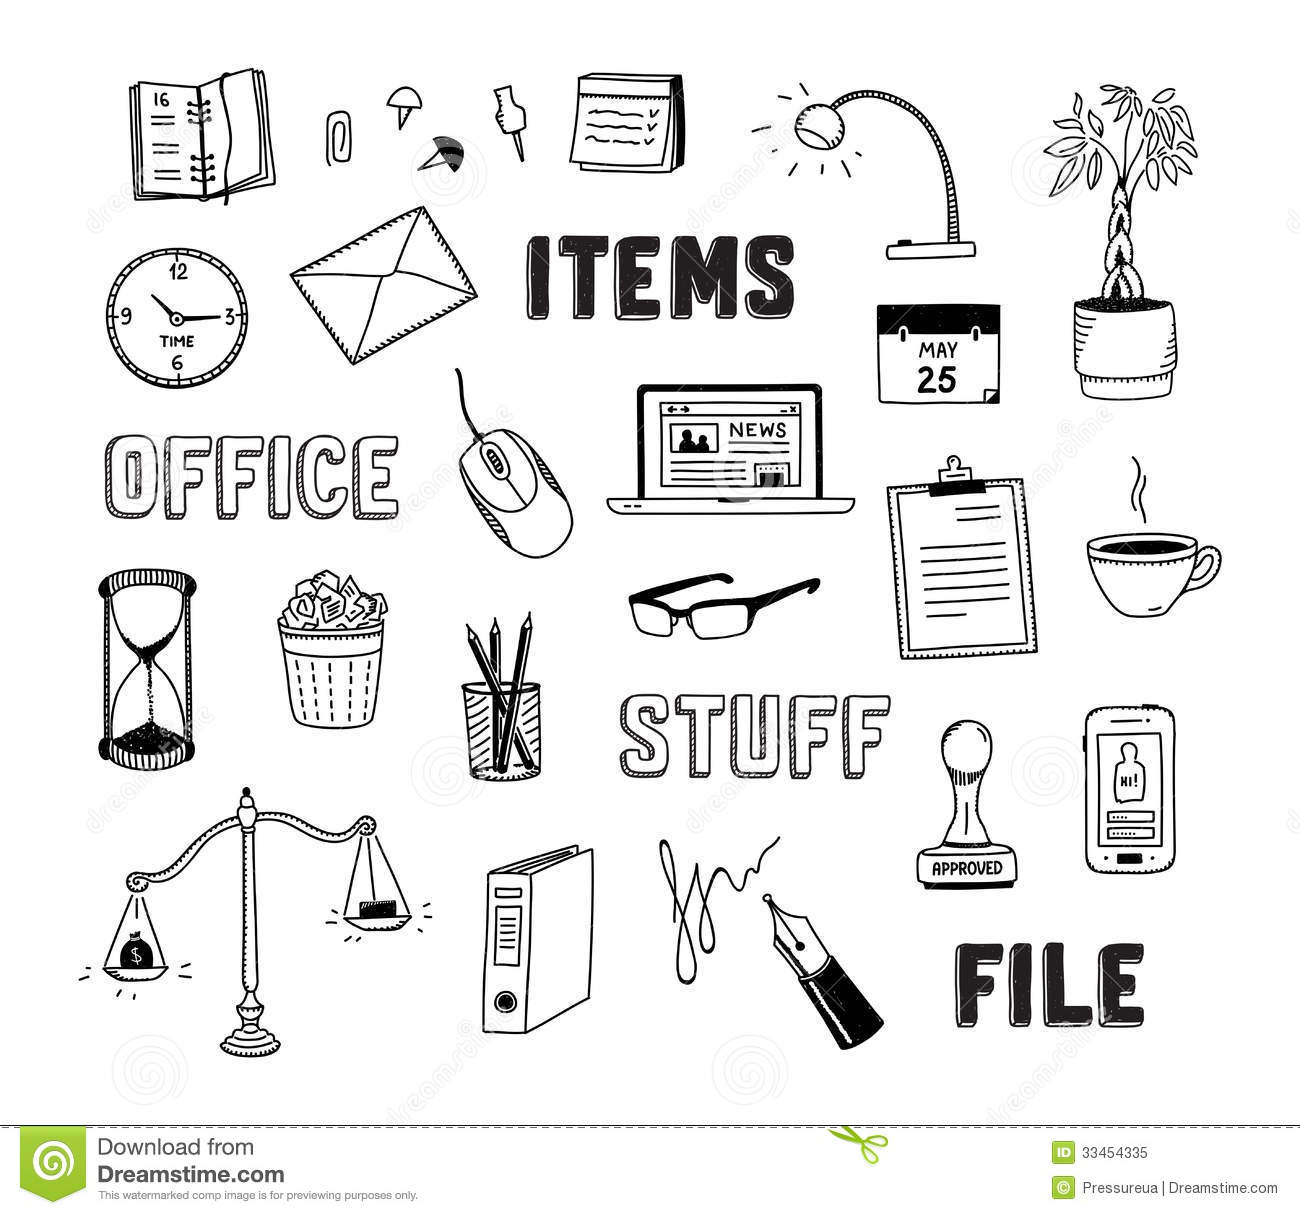 16
ITEMS
12
9
3
TIME
6
MAY
25
OFFICE
NEWS
STUFF
HI!
$
APPROVED
FILE
Download from
Dreamstime.com
This watermarked comp image is for previewing purposes only.
ID 33454335
© Pressureua | Dreamstime.com